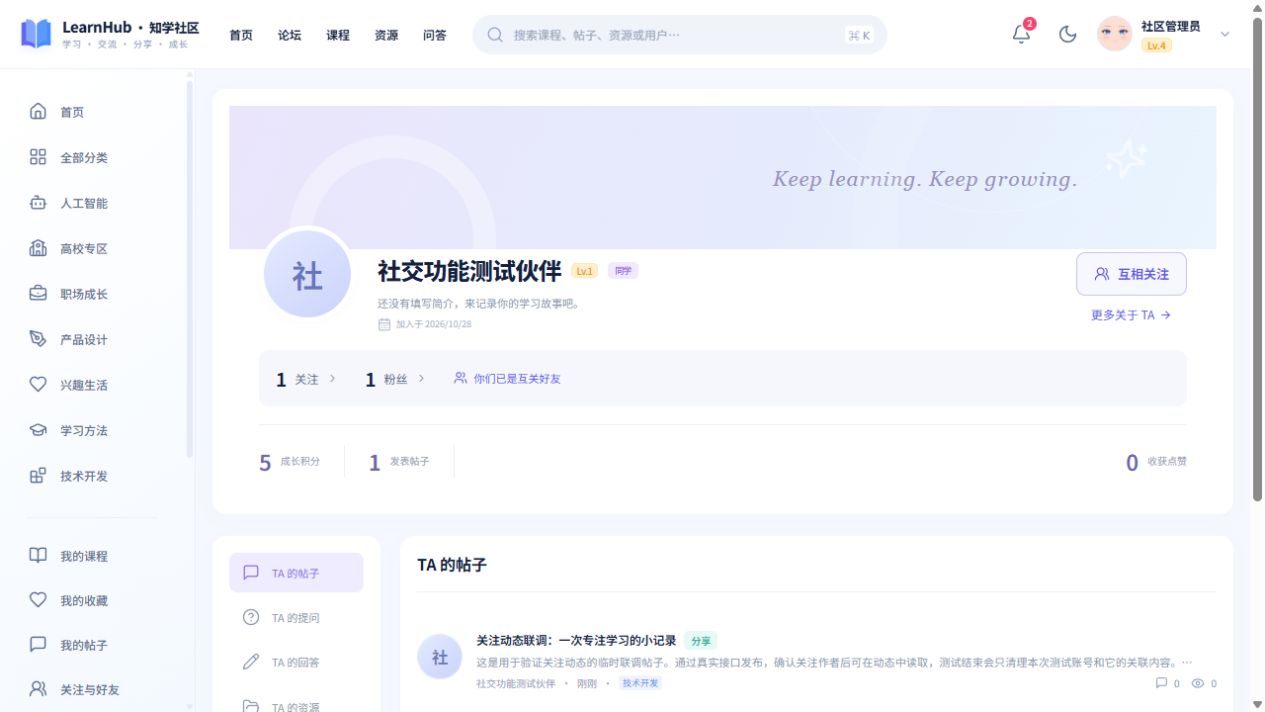 LearnHub · 知学社区
学习 · 交流 · 分享 · 成长
首页 论坛 课程 资源 问答
搜索课程、帖子、资源或用户…
⌘ K
2
社区管理员
Lv.4
首页
全部分类
人工智能
高校专区
职场成长
产品设计
兴趣生活
学习方法
技术开发
我的课程
我的收藏
我的帖子
关注与好友
Keep learning. Keep growing.
社
社交功能测试伙伴 Lv.1 同学
还没有填写简介，来记录你的学习故事吧。
加入于 2026/10/28
互相关注
更多关于 TA →
1 关注 > 1 粉丝 > 你们已是互关好友
5 成长积分 1 发表帖子 0 收获点赞
TA 的帖子
TA 的提问
TA 的回答
TA 的资源
TA 的帖子
社
关注动态联调：一次专注学习的小记录 分享
这是用于验证关注动态的临时联调帖子。通过真实接口发布，确认关注作者后可在动态中读取，测试结束会只清理本次测试账号和它的关联内容。…
社交功能测试伙伴 · 刚刚 · 技术开发
0 0